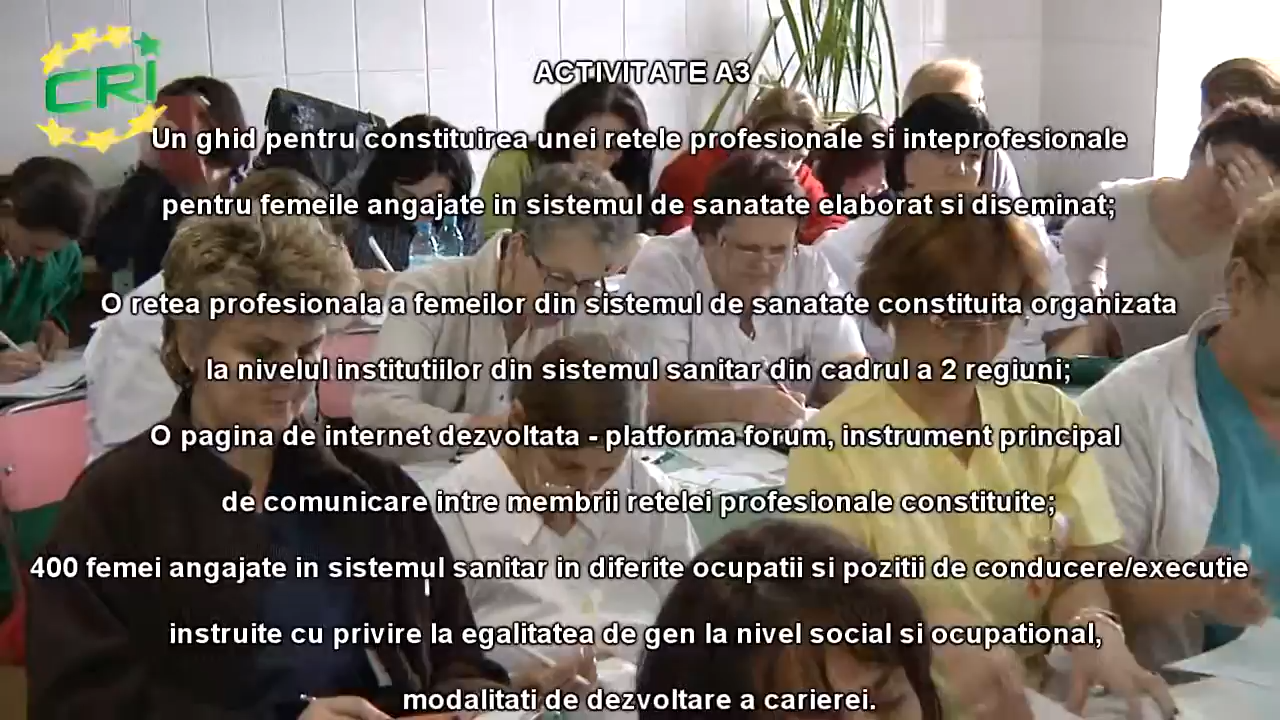 CRI
ACTIVITATE A3
Un ghid pentru constituirea unei retele profesionale si inteprofesionale
pentru femeile angajate in sistemul de sanatate elaborat si diseminat;
O retea profesionala a femeilor din sistemul de sanatate constituita organizata
la nivelul institutiilor din sistemul sanitar din cadrul a 2 regiuni;
O pagina de internet dezvoltata - platforma forum, instrument principal
de comunicare intre membrii retelei profesionale constituite;
400 femei angajate in sistemul sanitar in diferite ocupatii si pozitii de conducere/executie
instruite cu privire la egalitatea de gen la nivel social si ocupational,
modalitati de dezvoltare a carierei.